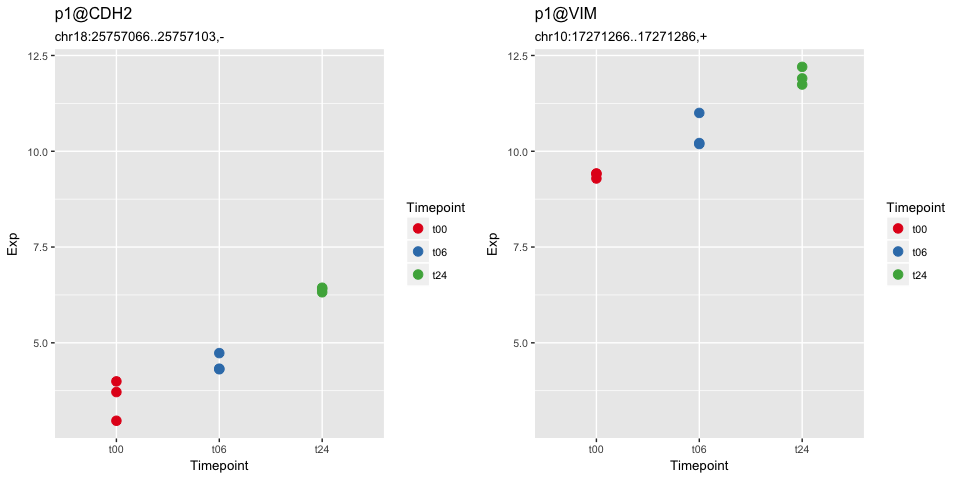 p1@CDH2
chr18:25757066..25757103,-
12.5
10.0
7.5
5.0
Exp
t00
t06
t24
Timepoint
Timepoint
t00
t06
t24
p1@VIM
chr10:17271266..17271286,+
12.5
10.0
7.5
5.0
Exp
t00
t06
t24
Timepoint
Timepoint
t00
t06
t24